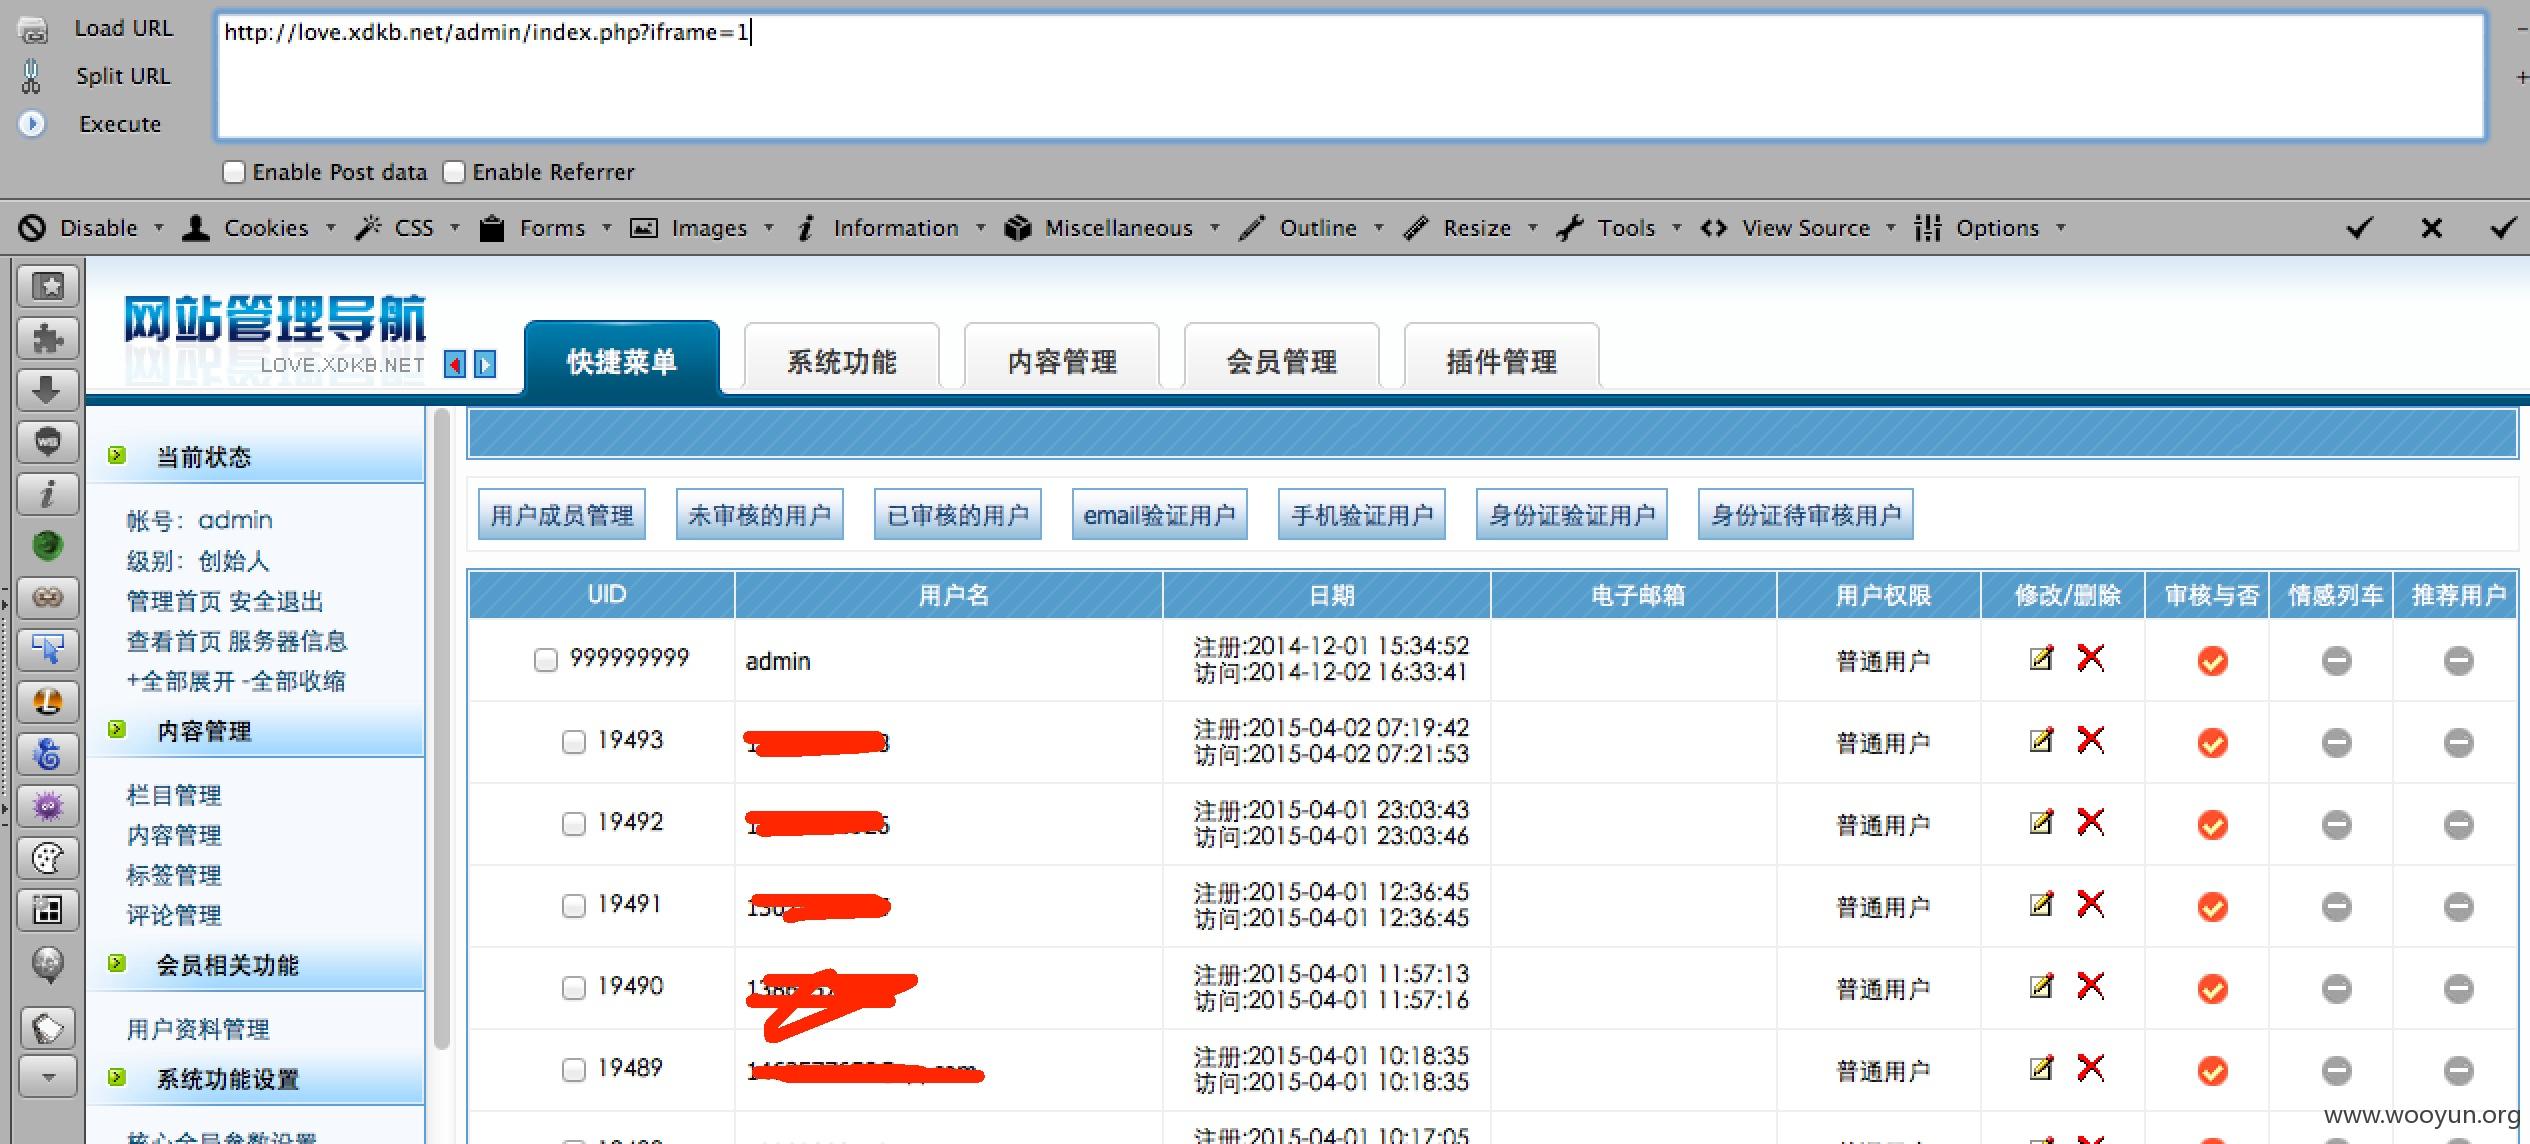 Load URL
http://love.xdkb.net/admin/index.php?iframe=1
Split URL
Execute
Enable Post data Enable Referrer
Disable Cookies CSS Forms Images Information Miscellaneous Outline Resize Tools View Source Options
网站管理导航
LOVE.XDKB.NET
快捷菜单 系统功能 内容管理 会员管理 插件管理
当前状态
帐号: admin
级别: 创始人
管理首页 安全退出
查看首页 服务器信息
+全部展开 -全部收缩
内容管理
栏目管理
内容管理
标签管理
评论管理
会员相关功能
用户资料管理
系统功能设置
核心全局参数设置
用户成员管理 未审核的用户 已审核的用户 email验证用户 手机验证用户 身份证验证用户 身份证待审核用户
UID 用户名 日期 电子邮箱 用户权限 修改/删除 审核与否 情感列车 推荐用户
999999999 admin 注册:2014-12-01 15:34:52 普通用户
访问:2014-12-02 16:33:41
19493 注册:2015-04-02 07:19:42 普通用户
访问:2015-04-02 07:21:53
19492 注册:2015-04-01 23:03:43 普通用户
访问:2015-04-01 23:03:46
19491 注册:2015-04-01 12:36:45 普通用户
访问:2015-04-01 12:36:45
19490 注册:2015-04-01 11:57:13 普通用户
访问:2015-04-01 11:57:16
19489 注册:2015-04-01 10:18:35 普通用户
访问:2015-04-01 10:18:35
注册:2015-04-01 10:17:05
www.wooyun.org